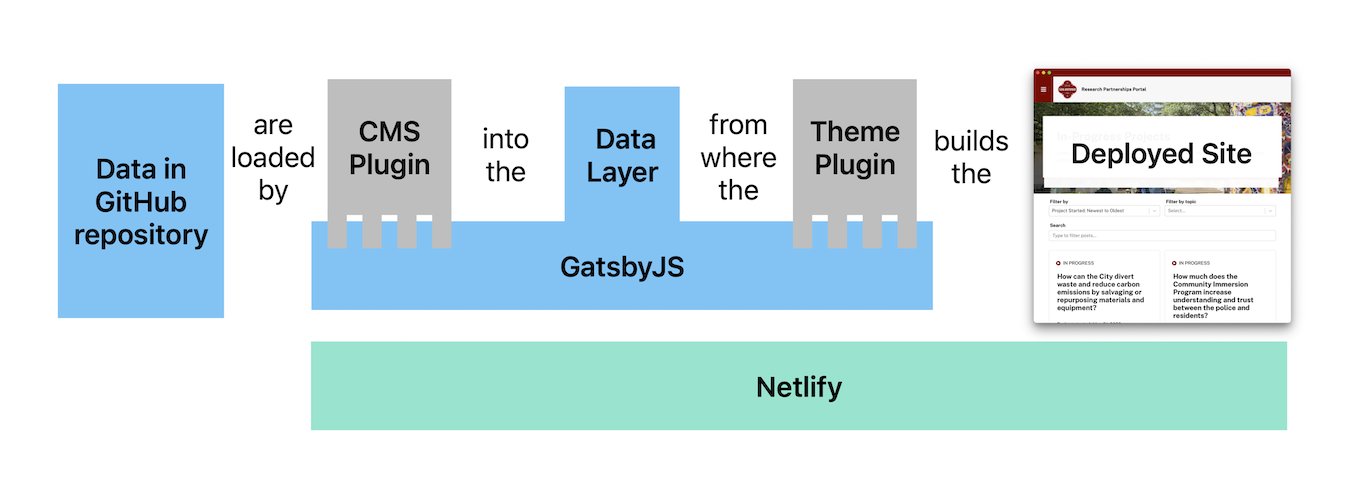 Data in
GitHub
repository
are
loaded
by
CMS
Plugin
into
the
Data
Layer
from
where
the
Theme
Plugin
builds
the
GatsbyJS
Netlify
Research Partnerships Portal
In-Progress Projects
Deployed Site
Filter by
Filter by topic
Project Started: Newest to Oldest
Select...
Search
Type to filter posts...
IN PROGRESS
How can the City divert
waste and reduce carbon
emissions by salvaging or
repurposing materials and
equipment?
IN PROGRESS
How much does the
Community Immersion
Program increase
understanding and trust
between the police and
residents?